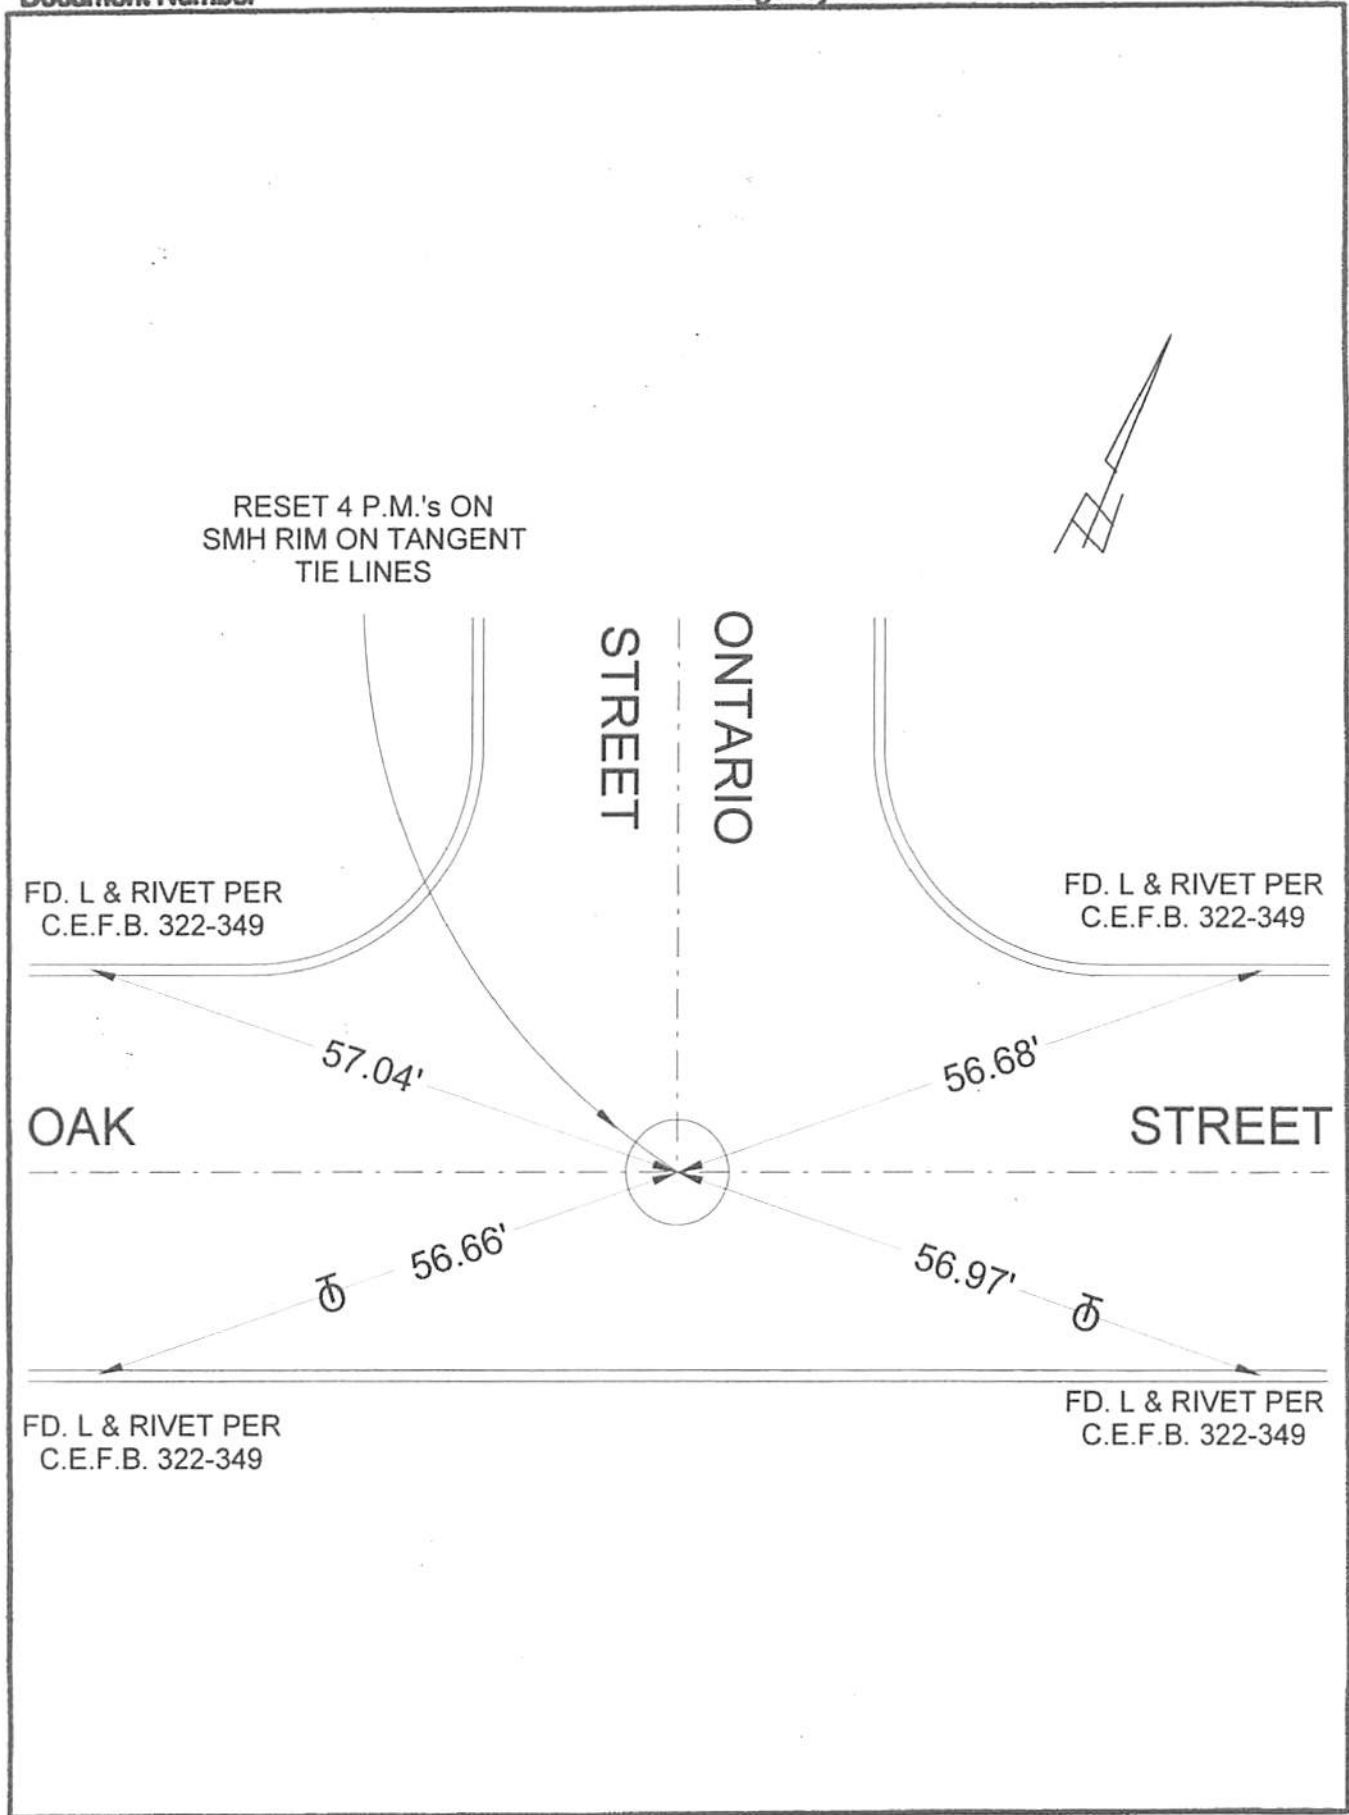 Document Number
RESET 4 P.M.'s ON
SMH RIM ON TANGENT
TIE LINES
STREET
ONTARIO
FD. L & RIVET PER
C.E.F.B. 322-349
FD. L & RIVET PER
C.E.F.B. 322-349
57.04'
56.68'
OAK
STREET
56.66'
56.97'
FD. L & RIVET PER
C.E.F.B. 322-349
FD. L & RIVET PER
C.E.F.B. 322-349